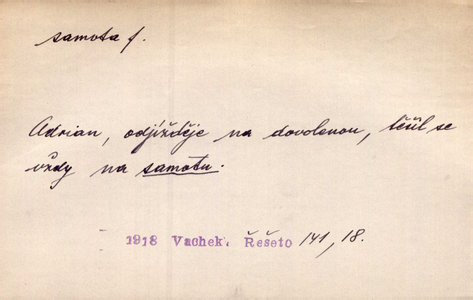 samota f.
Adrian, odjížděje na dovolenou, těšil se
vždy na samotu.
1918 Vachek. Řešeto 141, 18.